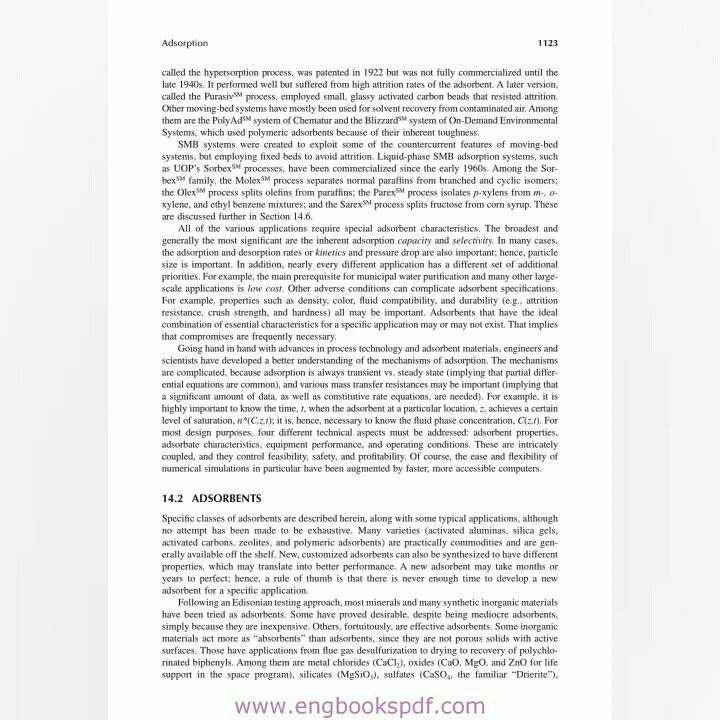 Adsorption 1123
called the hypersorption process, was patented in 1922 but was not fully commercialized until the
late 1940s. It performed well but suffered from high attrition rates of the adsorbent. A later version,
called the Purasiv℠ process, employed small, glassy activated carbon beads that resisted attrition.
Other moving-bed systems have mostly been used for solvent recovery from contaminated air. Among
them are the PolyAd℠ system of Chematur and the Blizzard℠ system of On-Demand Environmental
Systems, which used polymeric adsorbents because of their inherent toughness.
SMB systems were created to exploit some of the countercurrent features of moving-bed
systems, but employing fixed beds to avoid attrition. Liquid-phase SMB adsorption systems, such
as UOP's Sorbex℠ processes, have been commercialized since the early 1960s. Among the Sor-
bex℠ family, the Molex℠ process separates normal paraffins from branched and cyclic isomers;
the Olex℠ process splits olefins from paraffins; the Parex℠ process isolates p-xylens from m-, o-
xylene, and ethyl benzene mixtures; and the Sarex℠ process splits fructose from corn syrup. These
are discussed further in Section 14.6.
All of the various applications require special adsorbent characteristics. The broadest and
generally the most significant are the inherent adsorption capacity and selectivity. In many cases,
the adsorption and desorption rates or kinetics and pressure drop are also important; hence, particle
size is important. In addition, nearly every different application has a different set of additional
priorities. For example, the main prerequisite for municipal water purification and many other large-
scale applications is low cost. Other adverse conditions can complicate adsorbent specifications.
For example, properties such as density, color, fluid compatibility, and durability (e.g., attrition
resistance, crush strength, and hardness) all may be important. Adsorbents that have the ideal
combination of essential characteristics for a specific application may or may not exist. That implies
that compromises are frequently necessary.
Going hand in hand with advances in process technology and adsorbent materials, engineers and
scientists have developed a better understanding of the mechanisms of adsorption. The mechanisms
are complicated, because adsorption is always transient vs. steady state (implying that partial differ-
ential equations are common), and various mass transfer resistances may be important (implying that
a significant amount of data, as well as constitutive rate equations, are needed). For example, it is
highly important to know the time, t, when the adsorbent at a particular location, z, achieves a certain
level of saturation, n*(C,z,t); it is, hence, necessary to know the fluid phase concentration, C(z,t). For
most design purposes, four different technical aspects must be addressed: adsorbent properties,
adsorbate characteristics, equipment performance, and operating conditions. These are intricately
coupled, and they control feasibility, safety, and profitability. Of course, the ease and flexibility of
numerical simulations in particular have been augmented by faster, more accessible computers.
14.2 ADSORBENTS
Specific classes of adsorbents are described herein, along with some typical applications, although
no attempt has been made to be exhaustive. Many varieties (activated aluminas, silica gels,
activated carbons, zeolites, and polymeric adsorbents) are practically commodities and are gen-
erally available off the shelf. New, customized adsorbents can also be synthesized to have different
properties, which may translate into better performance. A new adsorbent may take months or
years to perfect; hence, a rule of thumb is that there is never enough time to develop a new
adsorbent for a specific application.
Following an Edisonian testing approach, most minerals and many synthetic inorganic materials
have been tried as adsorbents. Some have proved desirable, despite being mediocre adsorbents,
simply because they are inexpensive. Others, fortuitously, are effective adsorbents. Some inorganic
materials act more as “absorbents” than adsorbents, since they are not porous solids with active
surfaces. Those have applications from flue gas desulfurization to drying to recovery of polychlo-
rinated biphenyls. Among them are metal chlorides (CaCl₂), oxides (CaO, MgO, and ZnO for life
support in the space program), silicates (MgSiO₃), sulfates (CaSO₄, the familiar “Drierite”),
www.engbookspdf.com